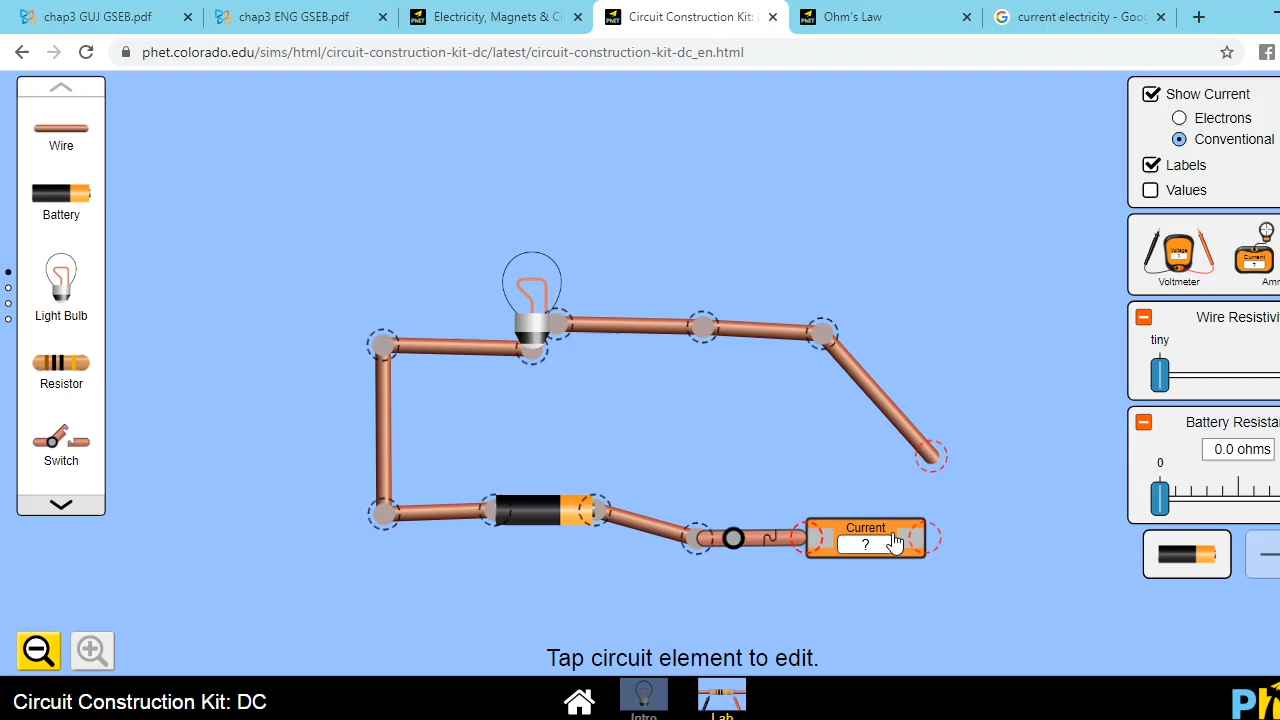 chap3 GUJ GSEB.pdf
chap3 ENG GSEB.pdf
Electricity, Magnets & Ci
Circuit Construction Kit:
Ohm's Law
current electricity - Goog
phet.colorado.edu/sims/html/circuit-construction-kit-dc/latest/circuit-construction-kit-dc_en.html
Wire
Battery
Light Bulb
Resistor
Switch
Show Current
Electrons
Conventional
Labels
Values
Voltage
?
Current
?
Voltmeter
Amm
Wire Resistivi
tiny
Battery Resista
0.0 ohms
0
Current
?
Tap circuit element to edit.
Circuit Construction Kit: DC
Intro
Lab